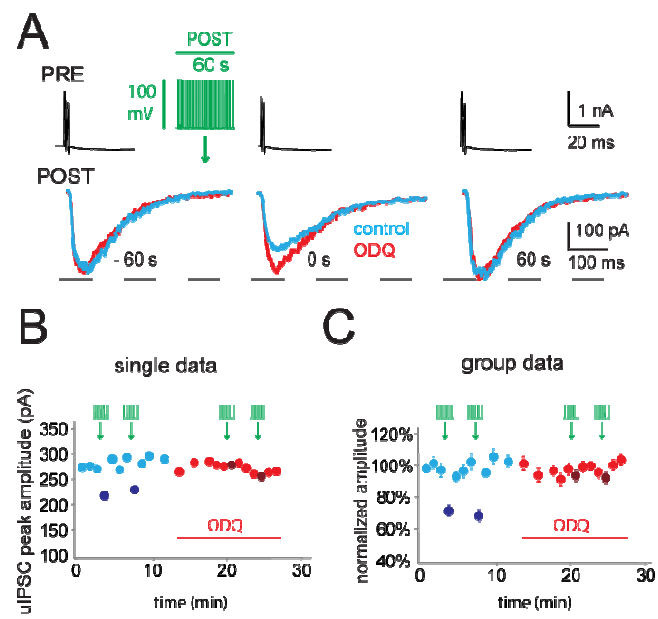 A
POST
60 s
PRE
100
mV
1 nA
20 ms
POST
control
ODQ
100 pA
100 ms
- 60 s
0 s
60 s
B
C
single data
group data
uIPSC peak amplitude (pA)
350
300
250
200
250
100
ODQ
0
10
20
30
time (min)
normalized amplitude
120%
100%
80%
60%
40%
ODQ
0
10
20
30
time (min)